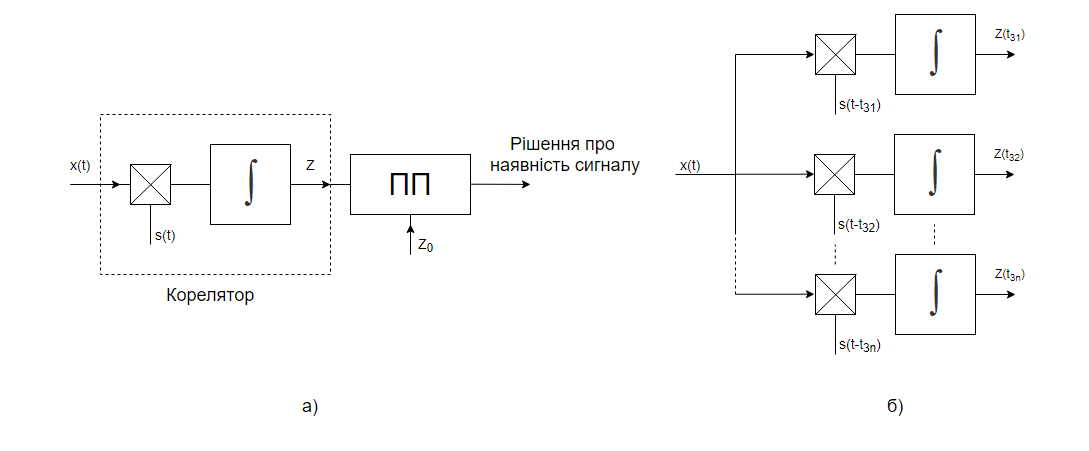 x(t)
s(t)
∫
Z
ПП
Z₀
Рішення про
наявність сигналу
Корелятор
а)
x(t)
∫
Z(t₃₁)
s(t-t₃₁)
∫
Z(t₃₂)
s(t-t₃₂)
∫
Z(t₃ₙ)
s(t-t₃ₙ)
б)